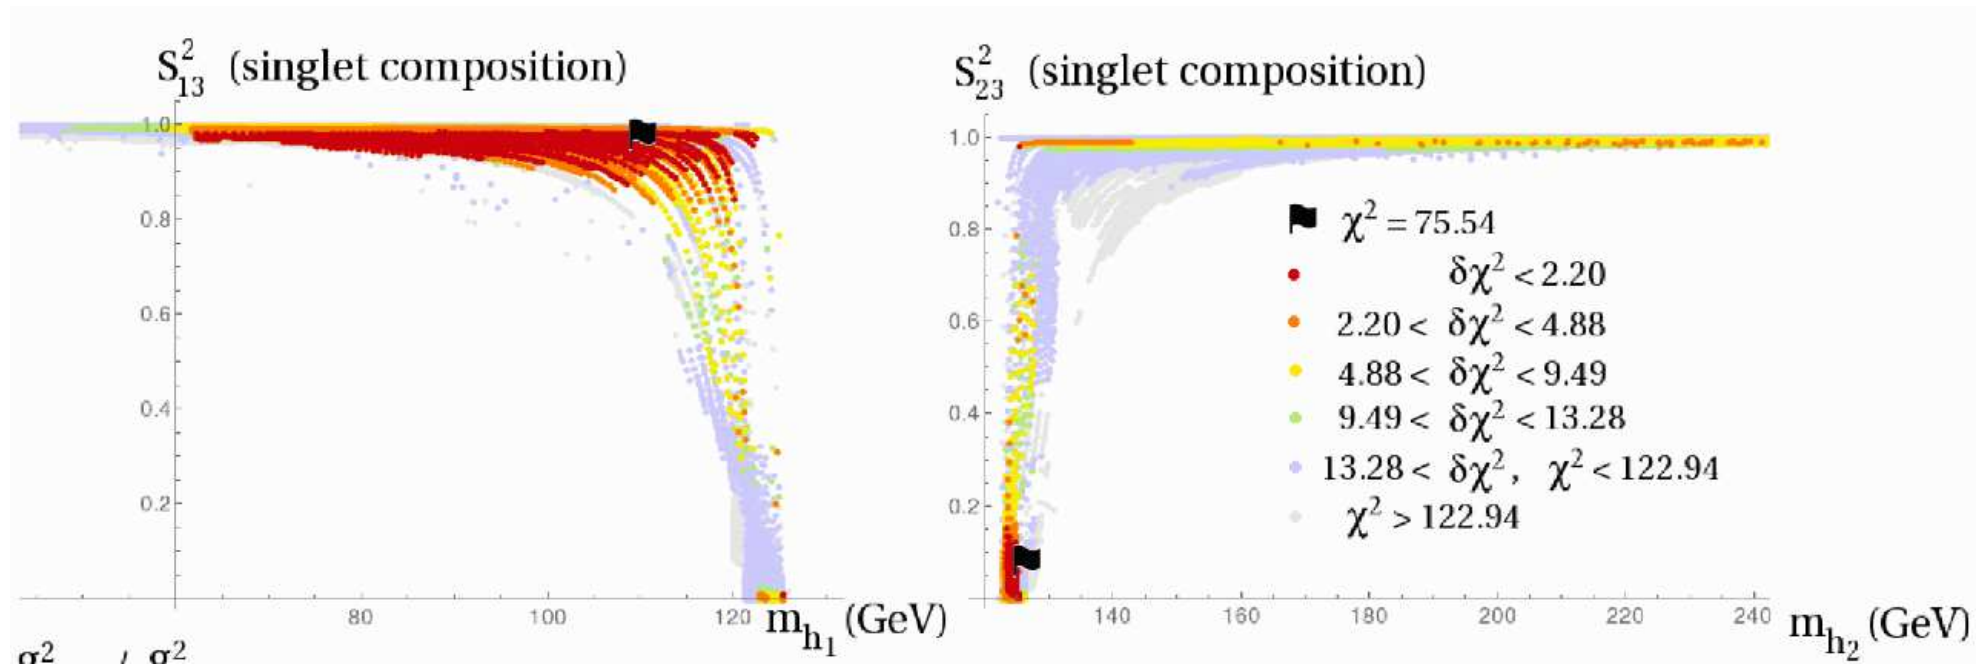 S²₁₃ (singlet composition)
1.0
0.8
0.6
0.4
0.2
80 100 120
m_h₁ (GeV)
S²₂₃ (singlet composition)
1.0
0.8
0.6
0.4
0.2
χ² = 75.54
δχ² < 2.20
2.20 < δχ² < 4.88
4.88 < δχ² < 9.49
9.49 < δχ² < 13.28
13.28 < δχ², χ² < 122.94
χ² > 122.94
140 160 180 200 220 240
m_h₂ (GeV)